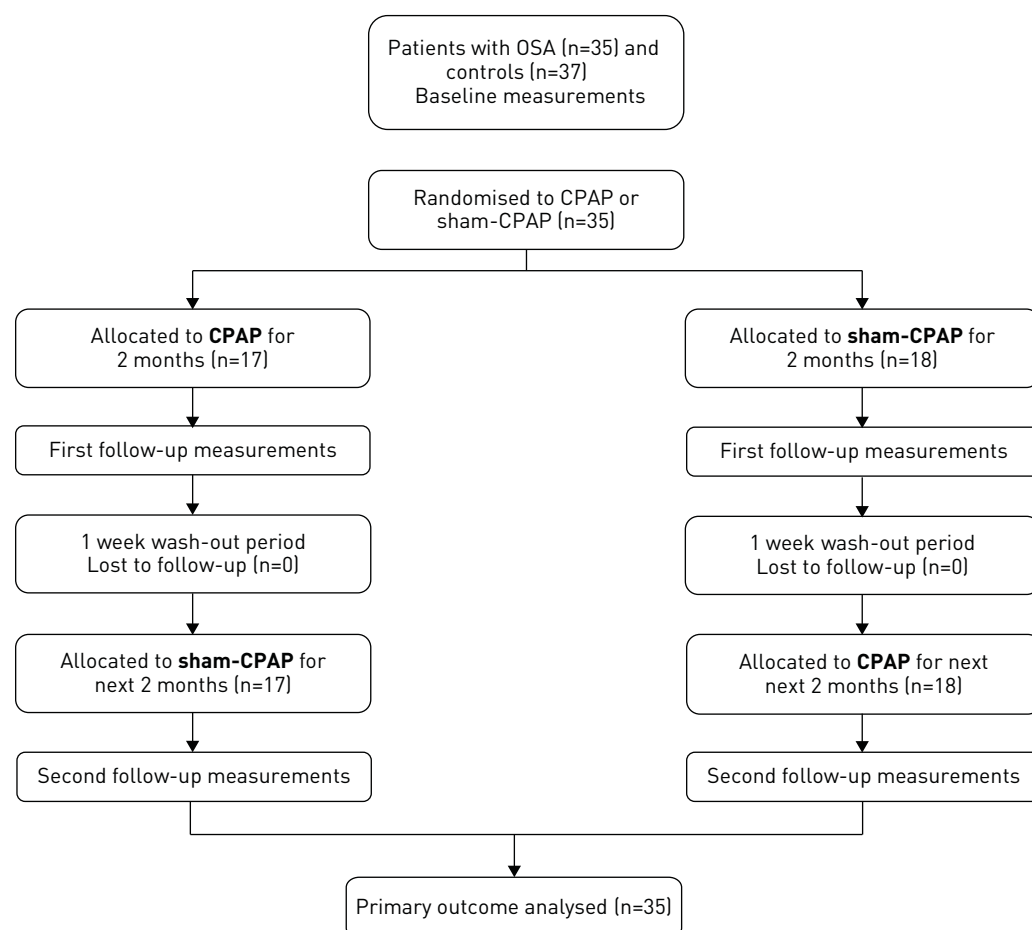 Patients with OSA (n=35) and
controls (n=37)
Baseline measurements
Randomised to CPAP or
sham-CPAP (n=35)
Allocated to CPAP for
2 months (n=17)
First follow-up measurements
1 week wash-out period
Lost to follow-up (n=0)
Allocated to sham-CPAP for
next 2 months (n=17)
Second follow-up measurements
Allocated to sham-CPAP for
2 months (n=18)
First follow-up measurements
1 week wash-out period
Lost to follow-up (n=0)
Allocated to CPAP for next
next 2 months (n=18)
Second follow-up measurements
Primary outcome analysed (n=35)